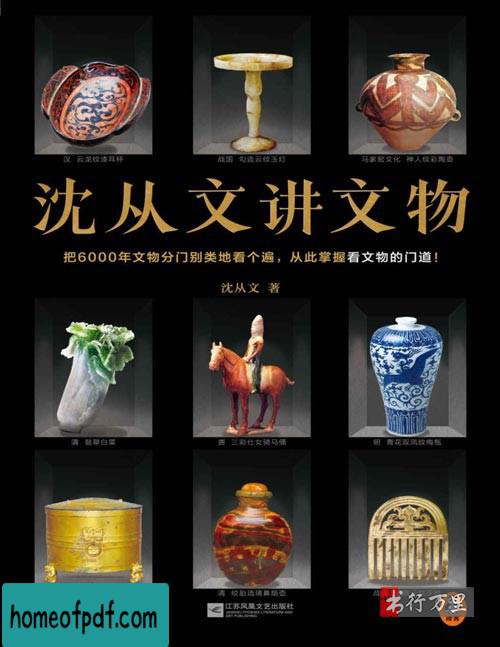 汉 云龙纹漆耳杯
战国 勾连云纹玉灯
马家窑文化 神人纹彩陶壶
沈从文讲文物
把6000年文物分门别类地看个遍，从此掌握看文物的门道！
沈从文 著
清 翡翠白菜
唐 三彩仕女骑马俑
明 青花双凤纹梅瓶
清 绞胎琉璃鼻烟壶
江苏凤凰文艺出版社
书行万里
homeofpdf.com